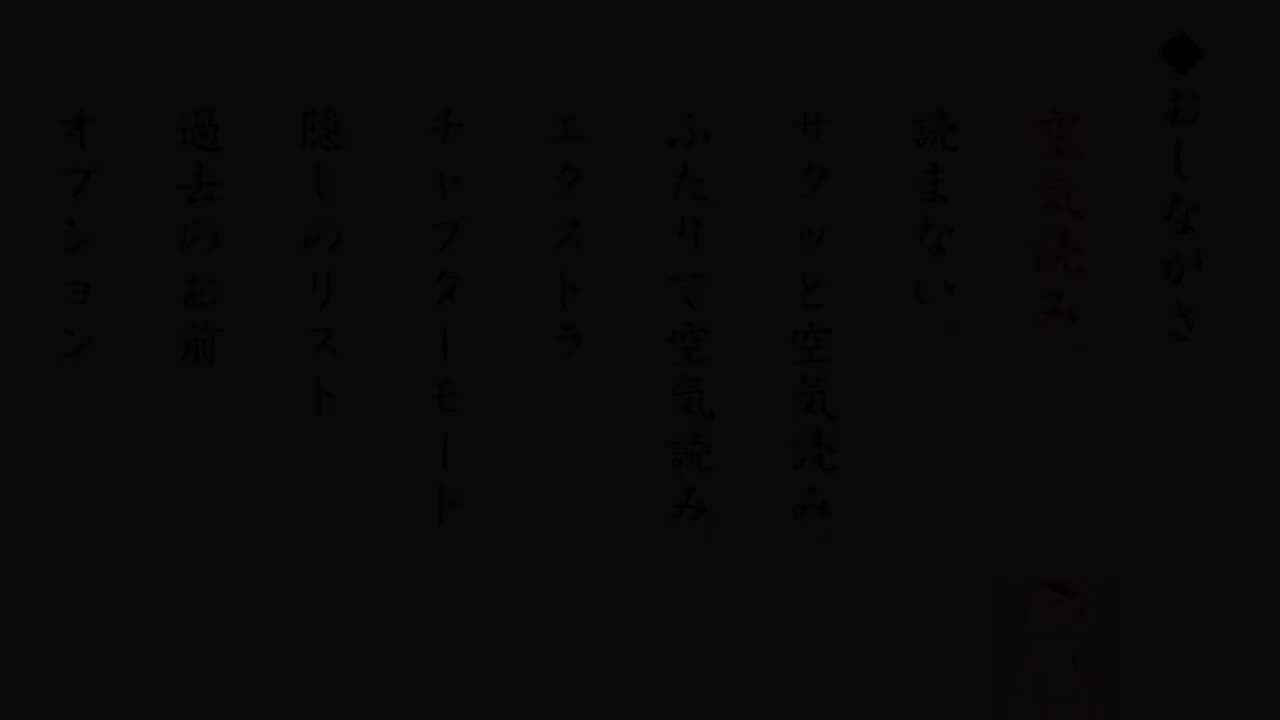 ◆おしながき
空気読み。
読まない。
サクッと空気読み。
ふたりで空気読み。
エクストラ
チャプターモード
隠しのリスト
過去のお前
オプション